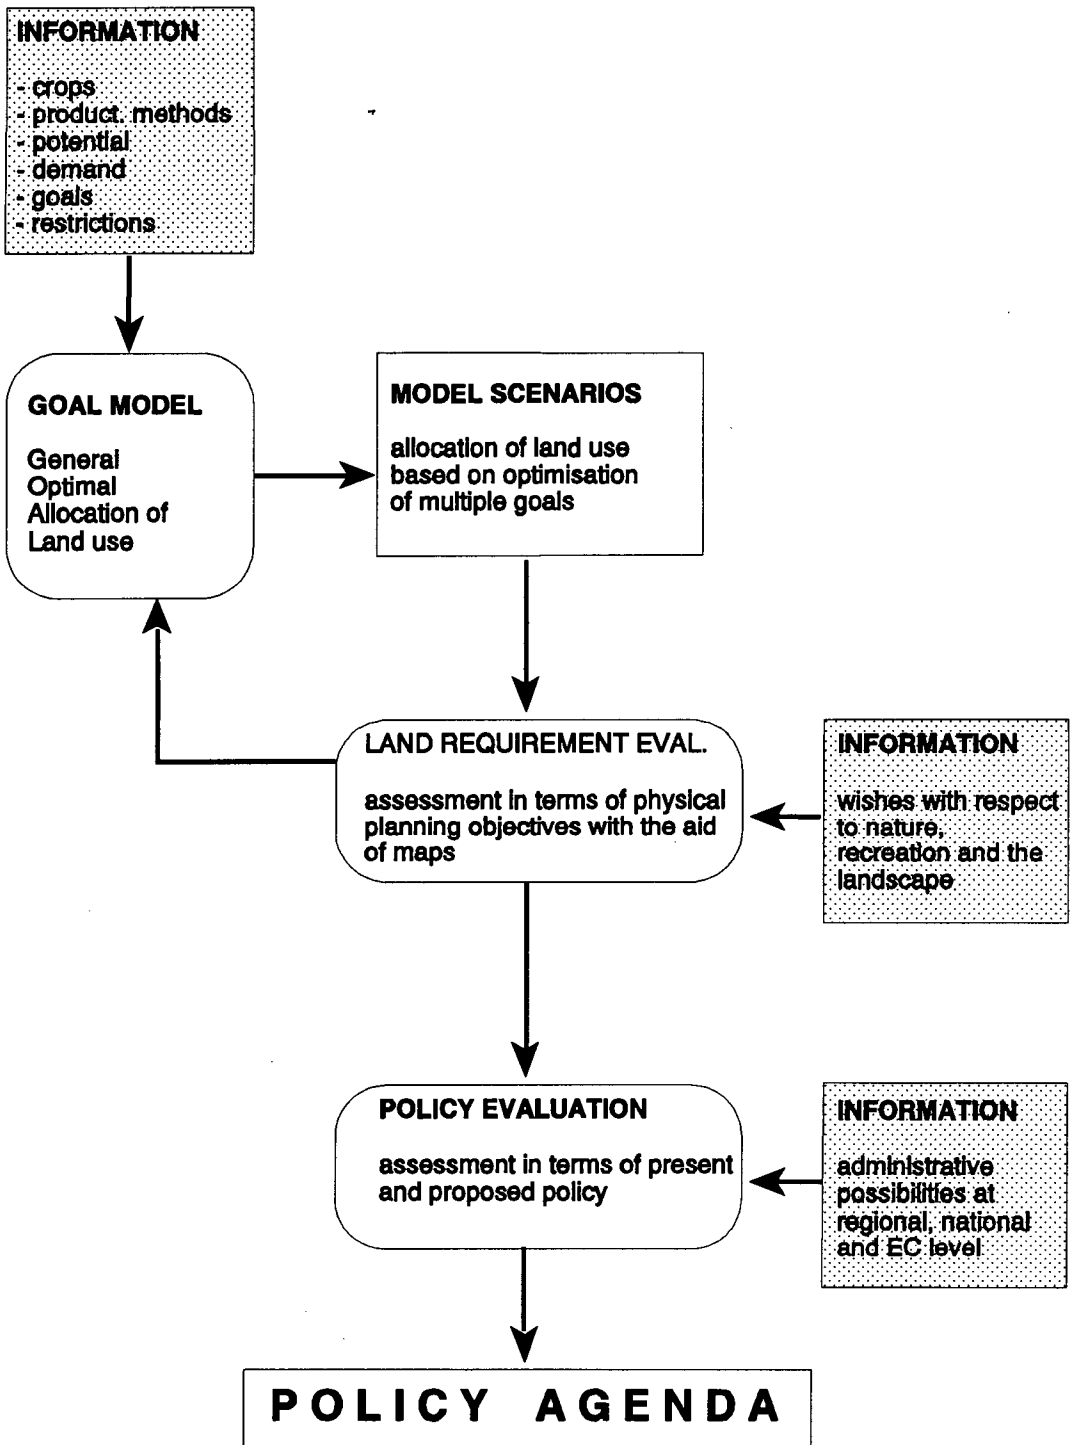 INFORMATION
- crops
- product. methods
- potential
- demand
- goals
- restrictions
GOAL MODEL
General
Optimal
Allocation of
Land use
MODEL SCENARIOS
allocation of land use
based on optimisation
of multiple goals
LAND REQUIREMENT EVAL.
assessment in terms of physical
planning objectives with the aid
of maps
INFORMATION
wishes with respect
to nature,
recreation and the
landscape
POLICY EVALUATION
assessment in terms of present
and proposed policy
INFORMATION
administrative
possibilities at
regional, national
and EC level
POLICY AGENDA